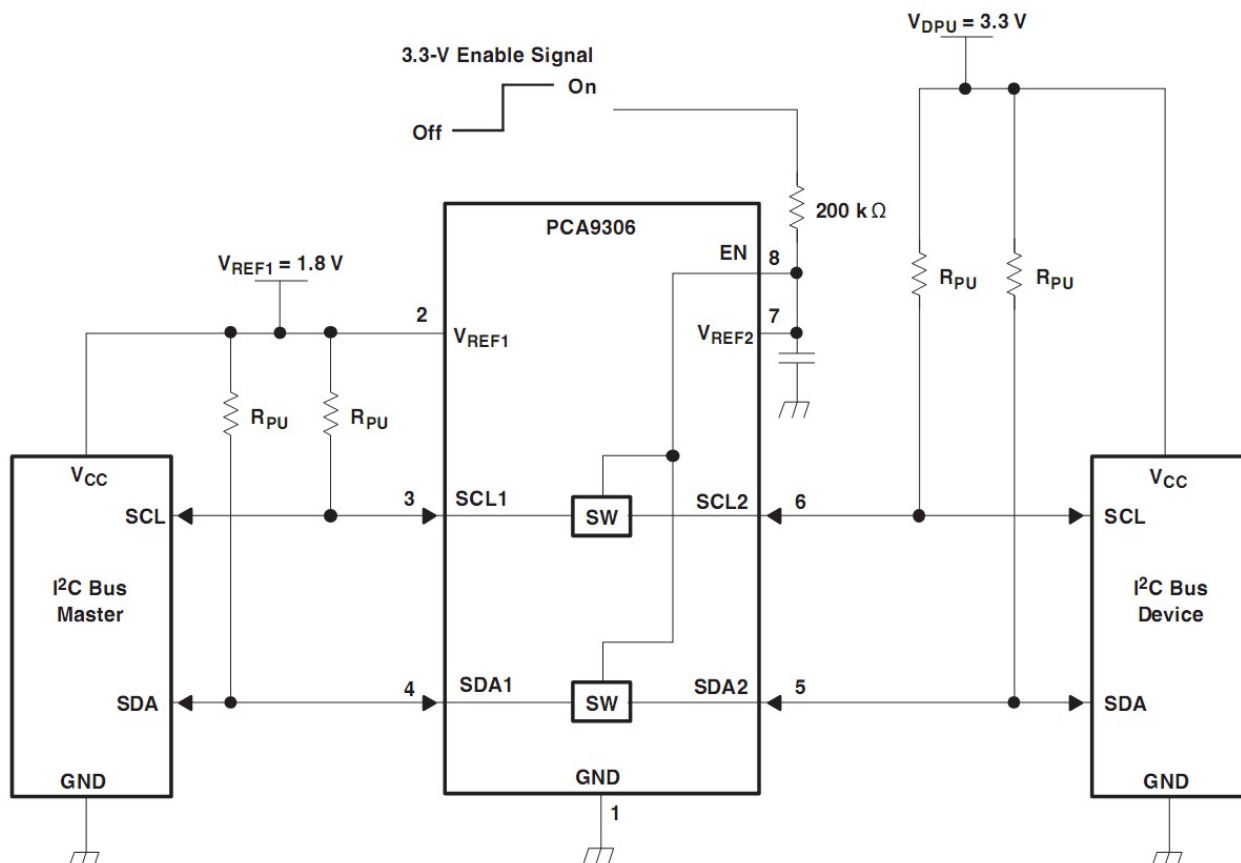 V_DPU = 3.3 V
3.3-V Enable Signal
On
Off
200 k Ω
PCA9306
EN
8
V_REF1 = 1.8 V
R_PU
R_PU
2
7
V_REF1
V_REF2
R_PU
R_PU
V_CC
V_CC
SCL
3
SCL1
SW
SCL2
6
SCL
I²C Bus
Master
I²C Bus
Device
SDA
4
SDA1
SW
SDA2
5
SDA
GND
GND
GND
1